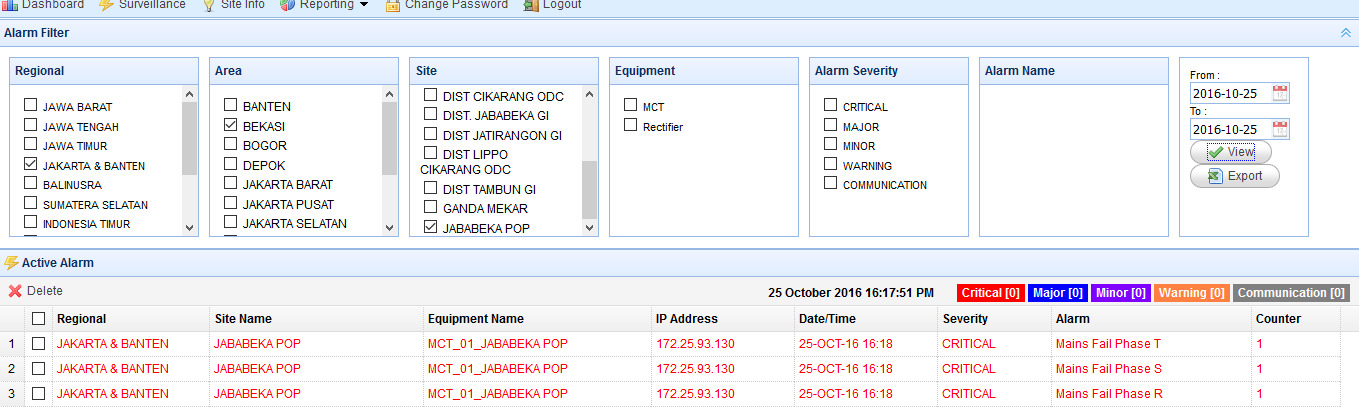 Dashboard Surveillance Site Info Reporting Change Password Logout
Alarm Filter
Regional
JAWA BARAT
JAWA TENGAH
JAWA TIMUR
JAKARTA & BANTEN
BALINUSRA
SUMATERA SELATAN
INDONESIA TIMUR
Area
BANTEN
BEKASI
BOGOR
DEPOK
JAKARTA BARAT
JAKARTA PUSAT
JAKARTA SELATAN
Site
DIST CIKARANG ODC
DIST. JABABEKA GI
DIST JATIRANGON GI
DIST LIPPO
CIKARANG ODC
DIST TAMBUN GI
GANDA MEKAR
JABABEKA POP
Equipment
MCT
Rectifier
Alarm Severity
CRITICAL
MAJOR
MINOR
WARNING
COMMUNICATION
Alarm Name
From :
2016-10-25
To :
2016-10-25
View
Export
Active Alarm
Delete 25 October 2016 16:17:51 PM Critical [0] Major [0] Minor [0] Warning [0] Communication [0]
Regional Site Name Equipment Name IP Address Date/Time Severity Alarm Counter
1 JAKARTA & BANTEN JABABEKA POP MCT_01_JABABEKA POP 172.25.93.130 25-OCT-16 16:18 CRITICAL Mains Fail Phase T 1
2 JAKARTA & BANTEN JABABEKA POP MCT_01_JABABEKA POP 172.25.93.130 25-OCT-16 16:18 CRITICAL Mains Fail Phase S 1
3 JAKARTA & BANTEN JABABEKA POP MCT_01_JABABEKA POP 172.25.93.130 25-OCT-16 16:18 CRITICAL Mains Fail Phase R 1